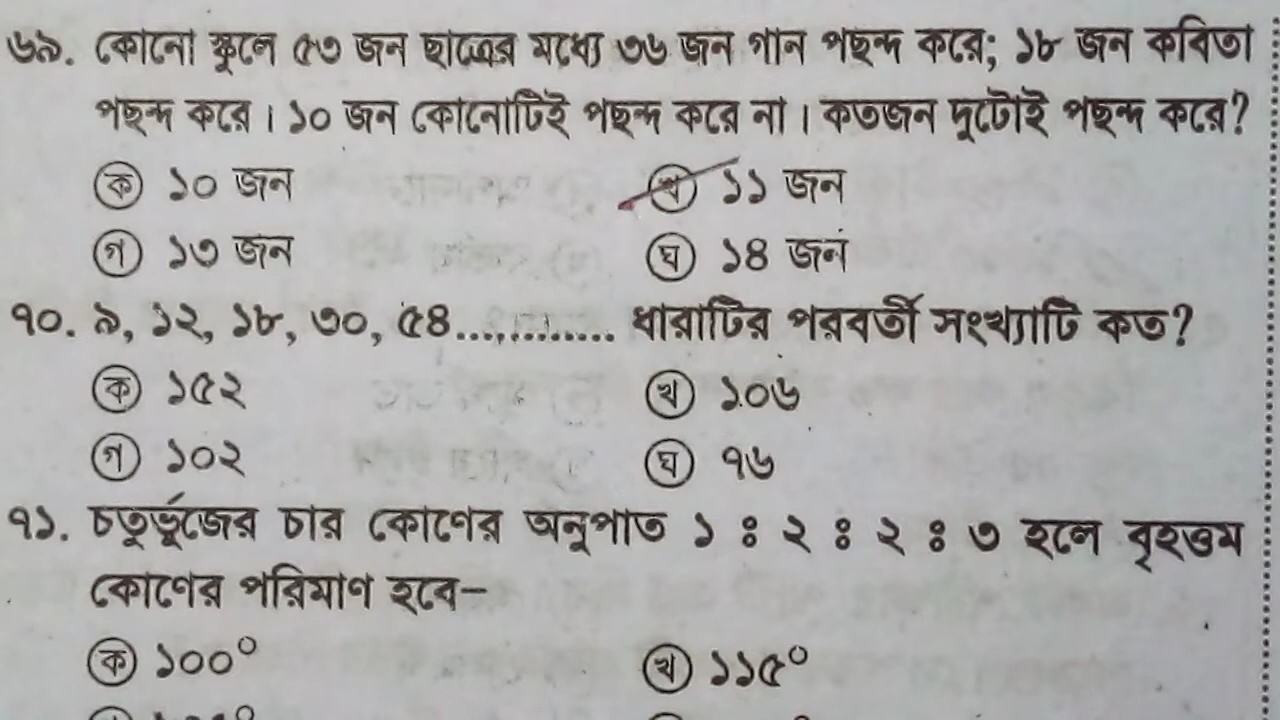 ৬৯. কোনো স্কুলে ৫৩ জন ছাত্রের মধ্যে ৩৬ জন গান পছন্দ করে; ১৮ জন কবিতা
পছন্দ করে। ১০ জন কোনোটিই পছন্দ করে না। কতজন দুটোই পছন্দ করে?
ক ১০ জন খ ১১ জন
গ ১৩ জন ঘ ১৪ জন
৭০. ৯, ১২, ১৮, ৩০, ৫৪............. ধারাটির পরবর্তী সংখ্যাটি কত?
ক ১৫২ খ ১০৬
গ ১০২ ঘ ৭৬
৭১. চতুর্ভুজের চার কোণের অনুপাত ১ ঃ ২ ঃ ২ ঃ ৩ হলে বৃহত্তম
কোণের পরিমাণ হবে–
ক ১০০° খ ১১৫°